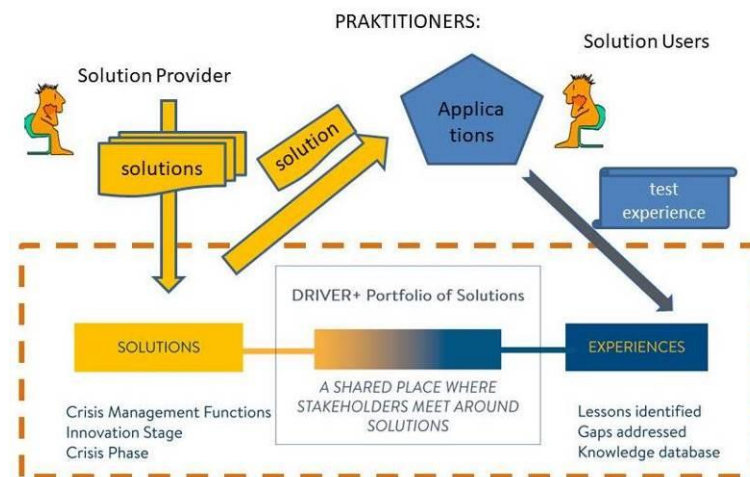 PRAKTITIONERS:
Solution Provider
Solution Users
solutions
solution
Applica
tions
test
experience
DRIVER+ Portfolio of Solutions
SOLUTIONS
EXPERIENCES
A SHARED PLACE WHERE
STAKEHOLDERS MEET AROUND
SOLUTIONS
Crisis Management Functions
Innovation Stage
Crisis Phase
Lessons identified
Gaps addressed
Knowledge database